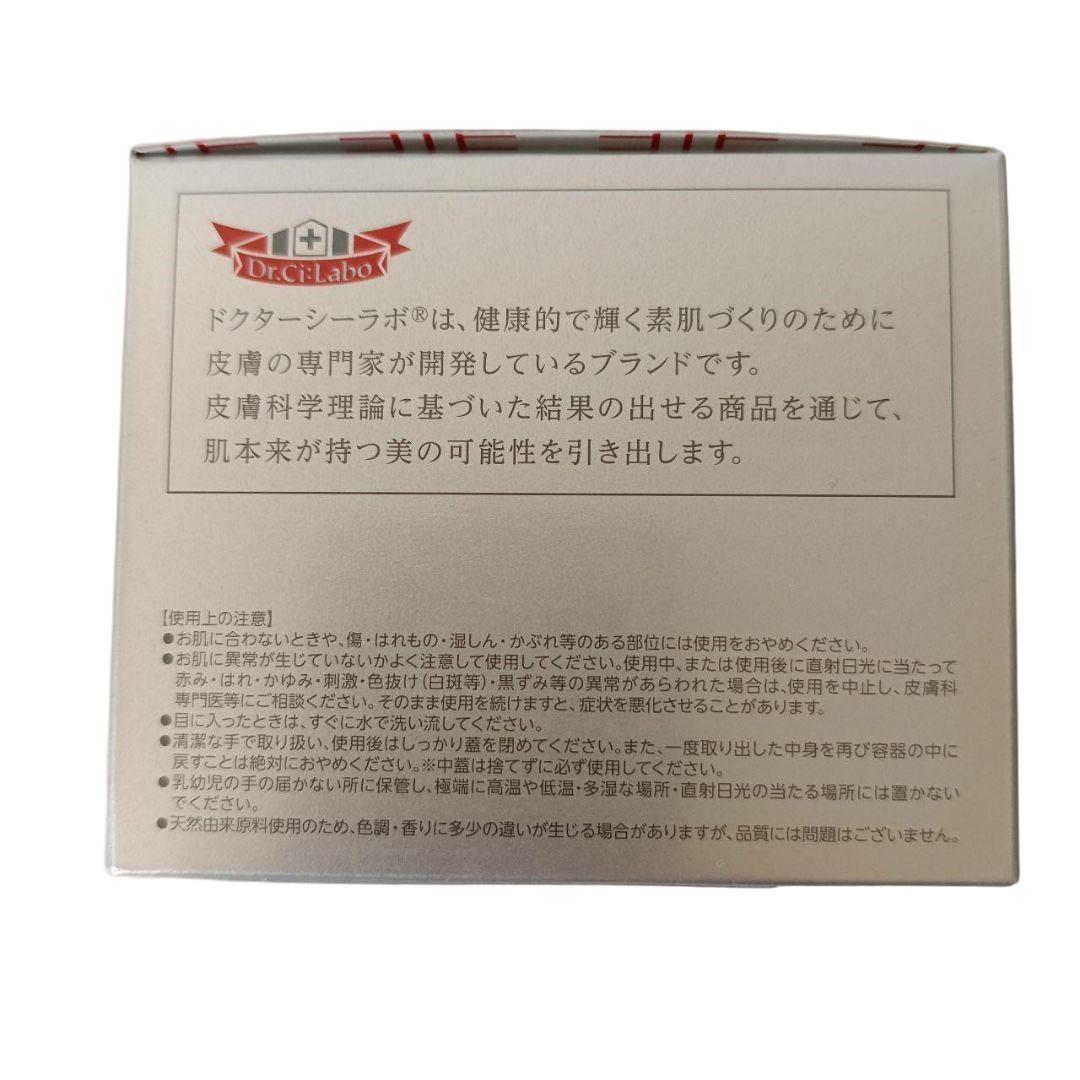 Dr.Ci:Labo
ドクターシーラボ®は、健康的で輝く素肌づくりのために
皮膚の専門家が開発しているブランドです。
皮膚科学理論に基づいた結果の出せる商品を通じて、
肌本来が持つ美の可能性を引き出します。
【使用上の注意】
●お肌に合わないときや、傷・はれもの・湿しん・かぶれ等のある部位には使用をおやめください。
●お肌に異常が生じていないかよく注意して使用してください。使用中、または使用後に直射日光に当たって
赤み・はれ・かゆみ・刺激・色抜け(白斑等)・黒ずみ等の異常があらわれた場合は、使用を中止し、皮膚科
専門医等にご相談ください。そのまま使用を続けますと、症状を悪化させることがあります。
●目に入ったときは、すぐに水で洗い流してください。
●清潔な手で取り扱い、使用後はしっかり蓋を閉めてください。また、一度取り出した中身を再び容器の中に
戻すことは絶対におやめください。※中蓋は捨てずに必ず使用してください。
●乳幼児の手の届かない所に保管し、極端に高温や低温・多湿な場所・直射日光の当たる場所には置かない
でください。
●天然由来原料使用のため、色調・香りに多少の違いが生じる場合がありますが、品質には問題はございません。